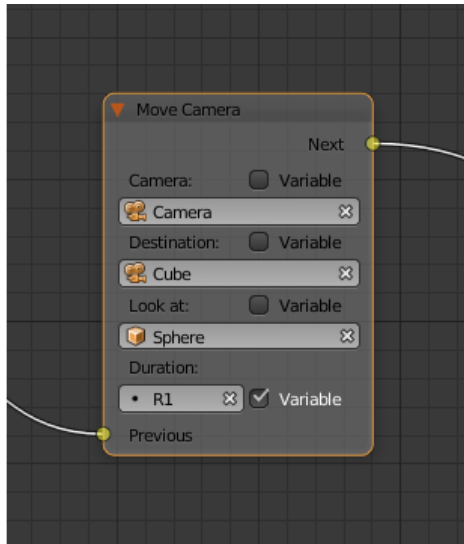 Move Camera
Next
Camera: Variable
Camera
Destination: Variable
Cube
Look at: Variable
Sphere
Duration:
R1 Variable
Previous